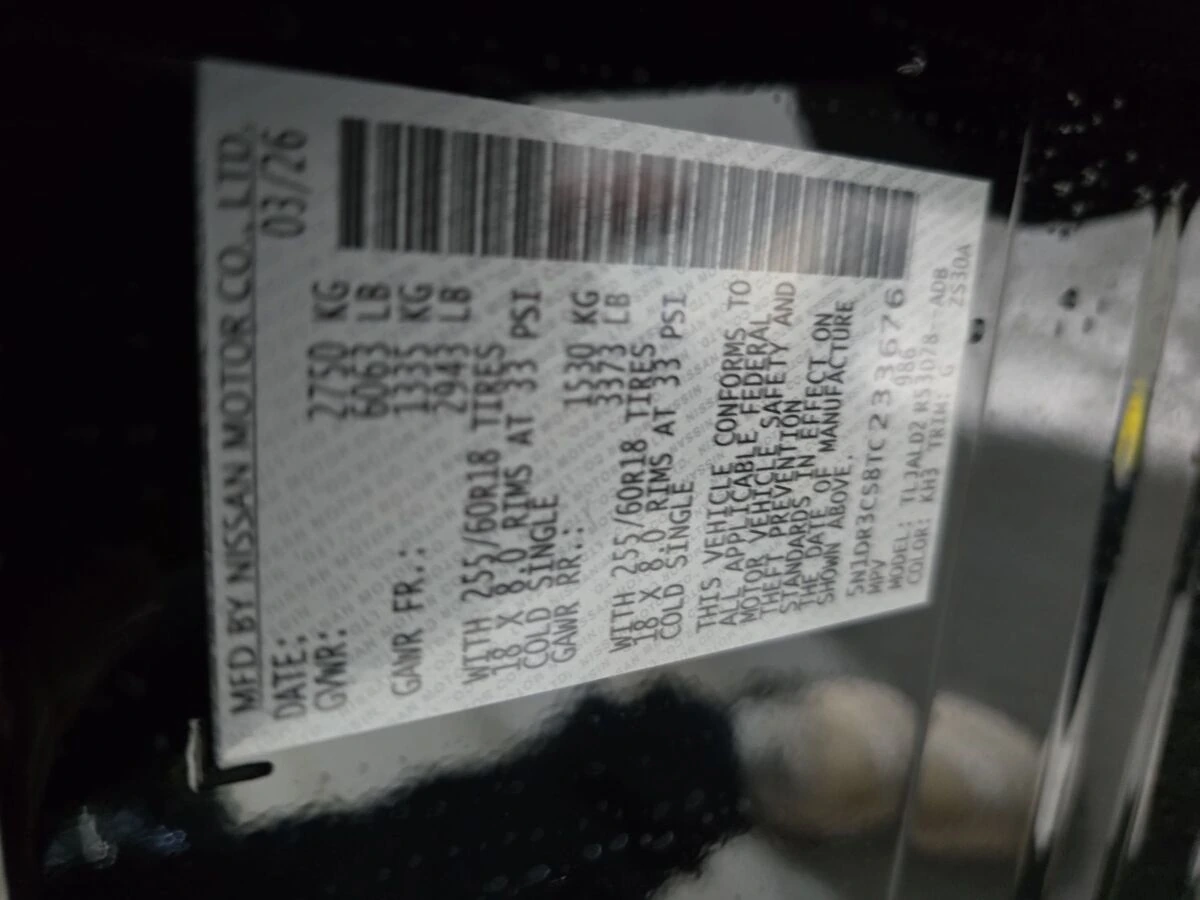 MFD BY NISSAN MOTOR CO., LTD.
DATE: 03/26
GVWR: 2750 KG
6063 LB
GAWR FR.: 1335 KG
2943 LB
WITH 255/60R18 TIRES
18 X 8.0 RIMS AT 33 PSI
COLD SINGLE
GAWR RR.: 1530 KG
3373 LB
WITH 255/60R18 TIRES
18 X 8.0 RIMS AT 33 PSI
COLD SINGLE
THIS VEHICLE CONFORMS TO
ALL APPLICABLE FEDERAL
MOTOR VEHICLE SAFETY AND
THEFT PREVENTION
STANDARDS IN EFFECT ON
THE DATE OF MANUFACTURE
SHOWN ABOVE.
5N1DR3CS8TC233676
MPV 986
MODEL: TLJALD2 R53D78--ADB
COLOR: KH3 TRIM: G 2S30A